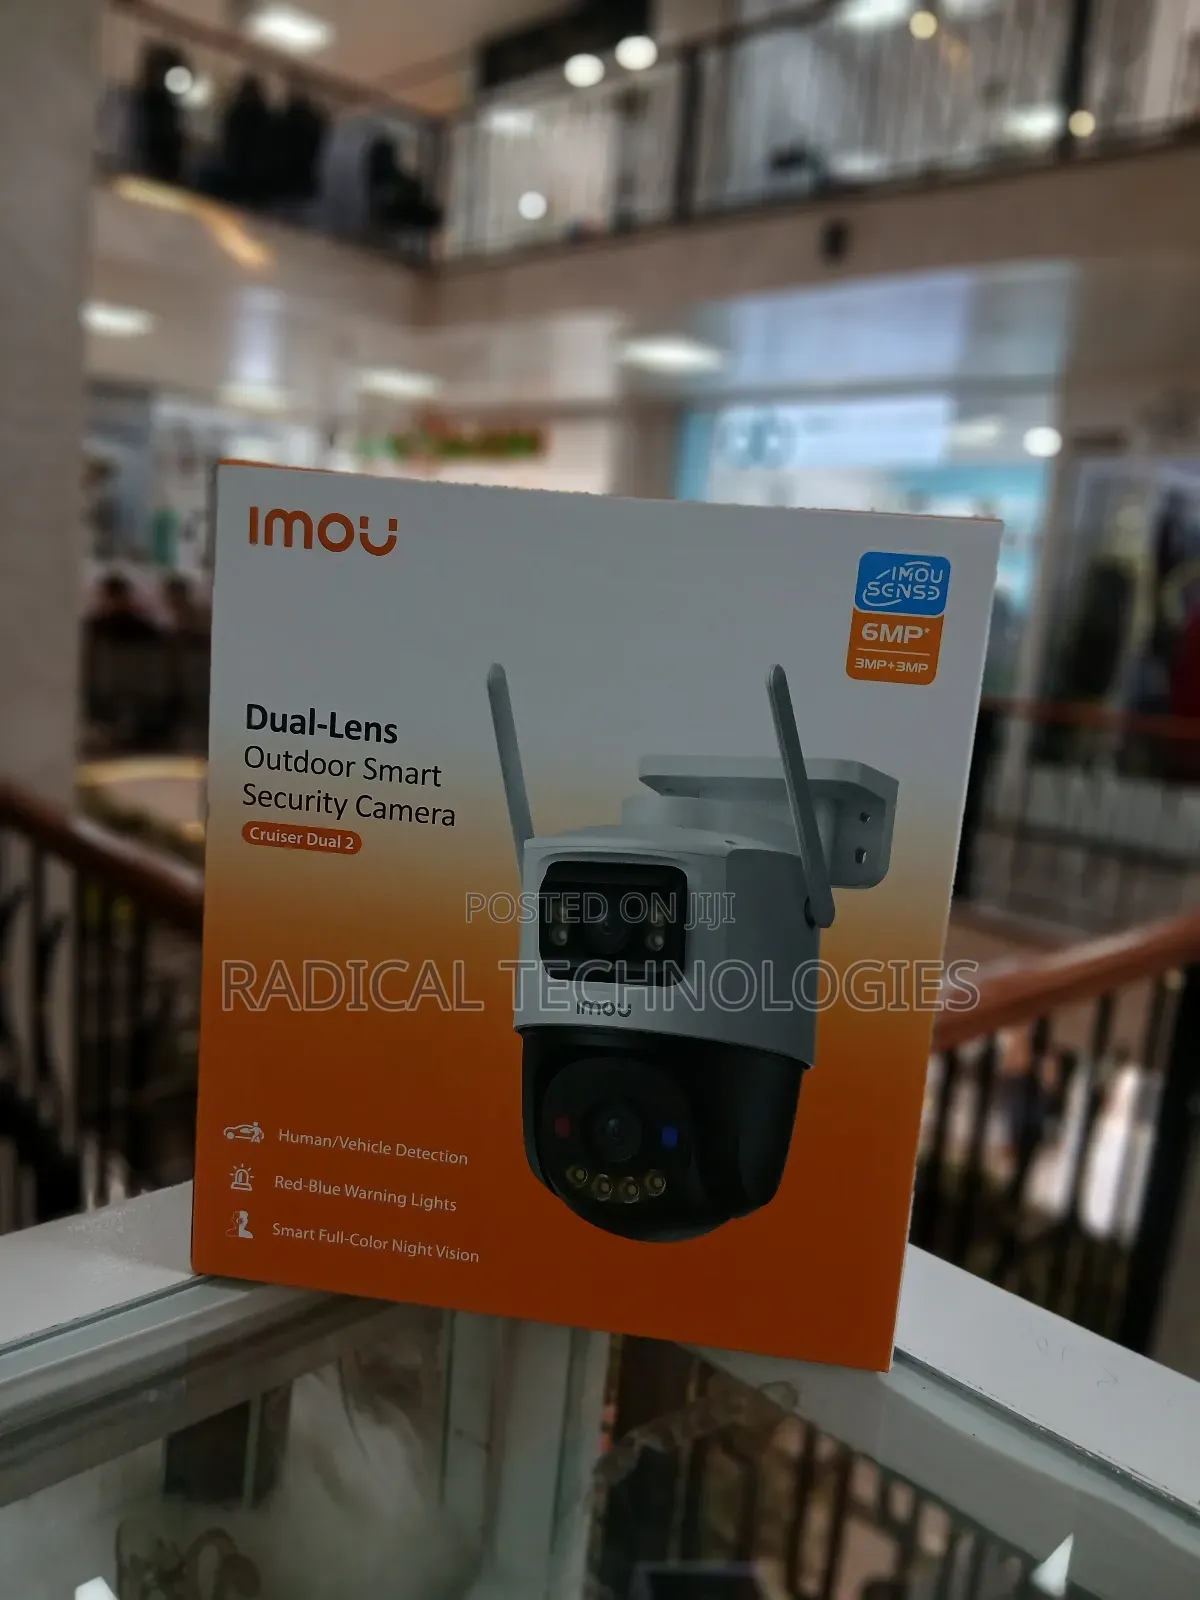 imou
IMOU
SENSE
6MP*
3MP+3MP
Dual-Lens
Outdoor Smart
Security Camera
Cruiser Dual 2
POSTED ON JIJI
RADICAL TECHNOLOGIES
imou
Human/Vehicle Detection
Red-Blue Warning Lights
Smart Full-Color Night Vision